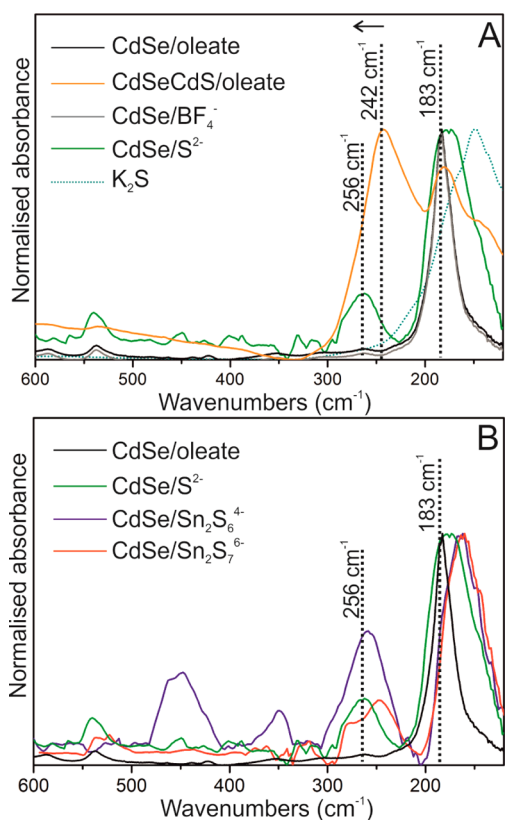 A
CdSe/oleate
CdSeCdS/oleate
CdSe/BF₄⁻
CdSe/S²⁻
K₂S
256 cm⁻¹
242 cm⁻¹
183 cm⁻¹
Normalised absorbance
600 500 400 300 200
Wavenumbers (cm⁻¹)
B
CdSe/oleate
CdSe/S²⁻
CdSe/Sn₂S₆⁴⁻
CdSe/Sn₂S₇⁶⁻
256 cm⁻¹
183 cm⁻¹
Normalised absorbance
600 500 400 300 200
Wavenumbers (cm⁻¹)